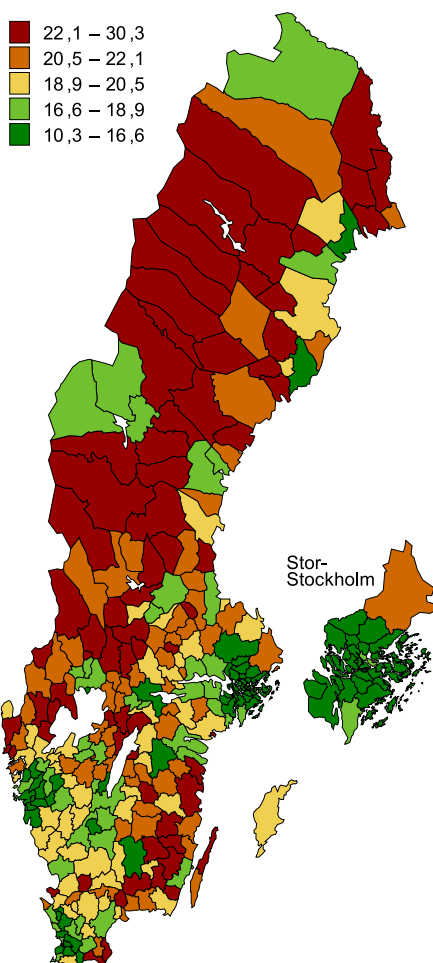 22,1 – 30,3
20,5 – 22,1
18,9 – 20,5
16,6 – 18,9
10,3 – 16,6
Stor-
Stockholm